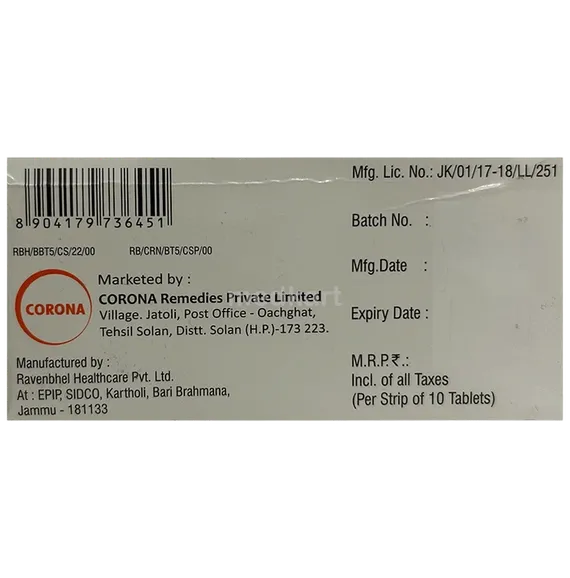 8 904179 736451
RBH/BBT5/CS/22/00 RB/CRN/BT5/CSP/00
CORONA
Marketed by :
CORONA Remedies Private Limited
Village. Jatoli, Post Office - Oachghat,
Tehsil Solan, Distt. Solan (H.P.)-173 223.
Manufactured by :
Ravenbhel Healthcare Pvt. Ltd.
At : EPIP, SIDCO, Kartholi, Bari Brahmana,
Jammu - 181133
Mfg. Lic. No.: JK/01/17-18/LL/251
Batch No. :
Mfg.Date :
Expiry Date :
M.R.P.₹.:
Incl. of all Taxes
(Per Strip of 10 Tablets)